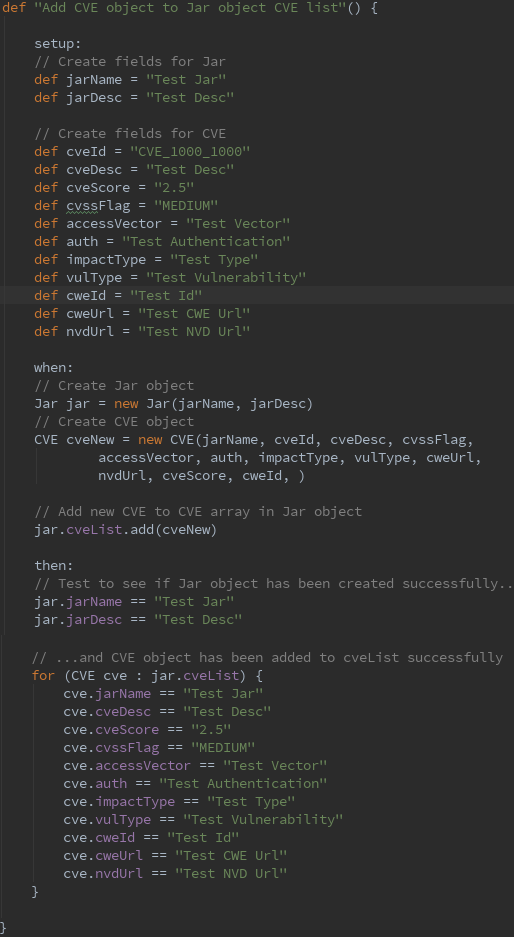 def "Add CVE object to Jar object CVE list"() {
setup:
// Create fields for Jar
def jarName = "Test Jar"
def jarDesc = "Test Desc"
// Create fields for CVE
def cveId = "CVE_1000_1000"
def cveDesc = "Test Desc"
def cveScore = "2.5"
def cvssFlag = "MEDIUM"
def accessVector = "Test Vector"
def auth = "Test Authentication"
def impactType = "Test Type"
def vulType = "Test Vulnerability"
def cweId = "Test Id"
def cweUrl = "Test CWE Url"
def nvdUrl = "Test NVD Url"
when:
// Create Jar object
Jar jar = new Jar(jarName, jarDesc)
// Create CVE object
CVE cveNew = new CVE(jarName, cveId, cveDesc, cvssFlag,
accessVector, auth, impactType, vulType, cweUrl,
nvdUrl, cveScore, cweId, )
// Add new CVE to CVE array in Jar object
jar.cveList.add(cveNew)
then:
// Test to see if Jar object has been created successfully..
jar.jarName == "Test Jar"
jar.jarDesc == "Test Desc"
// ...and CVE object has been added to cveList successfully
for (CVE cve : jar.cveList) {
cve.jarName == "Test Jar"
cve.cveDesc == "Test Desc"
cve.cveScore == "2.5"
cve.cvssFlag == "MEDIUM"
cve.accessVector == "Test Vector"
cve.auth == "Test Authentication"
cve.impactType == "Test Type"
cve.vulType == "Test Vulnerability"
cve.cweId == "Test Id"
cve.cweUrl == "Test CWE Url"
cve.nvdUrl == "Test NVD Url"
}
}